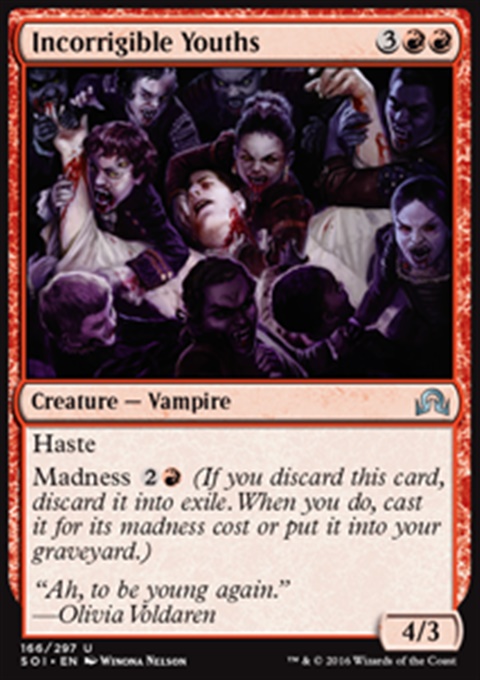 Incorrigible Youths 3
Creature — Vampire
Haste
Madness 2 (If you discard this card,
discard it into exile. When you do, cast
it for its madness cost or put it into your
graveyard.)
“Ah, to be young again.”
—Olivia Voldaren
4/3
166/297 U
SOI • EN Winona Nelson
™ & © 2016 Wizards of the Coast